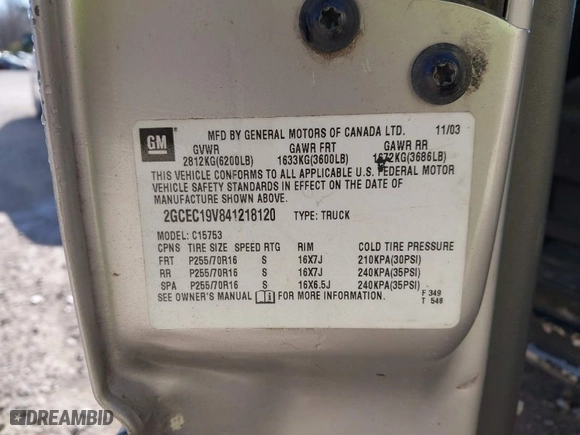 GM
MFD BY GENERAL MOTORS OF CANADA LTD. 11/03
GVWR GAWR FRT GAWR RR
2812KG(6200LB) 1633KG(3600LB) 1672KG(3686LB)
THIS VEHICLE CONFORMS TO ALL APPLICABLE U.S. FEDERAL MOTOR
VEHICLE SAFETY STANDARDS IN EFFECT ON THE DATE OF
MANUFACTURE SHOWN ABOVE.
2GCEC19V841218120 TYPE: TRUCK
MODEL: C15753
CPNS TIRE SIZE SPEED RTG RIM COLD TIRE PRESSURE
FRT P255/70R16 S 16X7J 210KPA(30PSI)
RR P255/70R16 S 16X7J 240KPA(35PSI)
SPA P255/70R16 S 16X6.5J 240KPA(35PSI)
SEE OWNER'S MANUAL FOR MORE INFORMATION.
F 349
T 548
DREAMBID